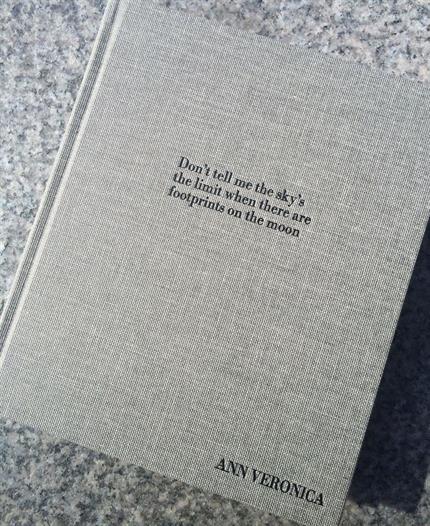 Don't tell me the sky's
the limit when there are
footprints on the moon
ANN VERONICA